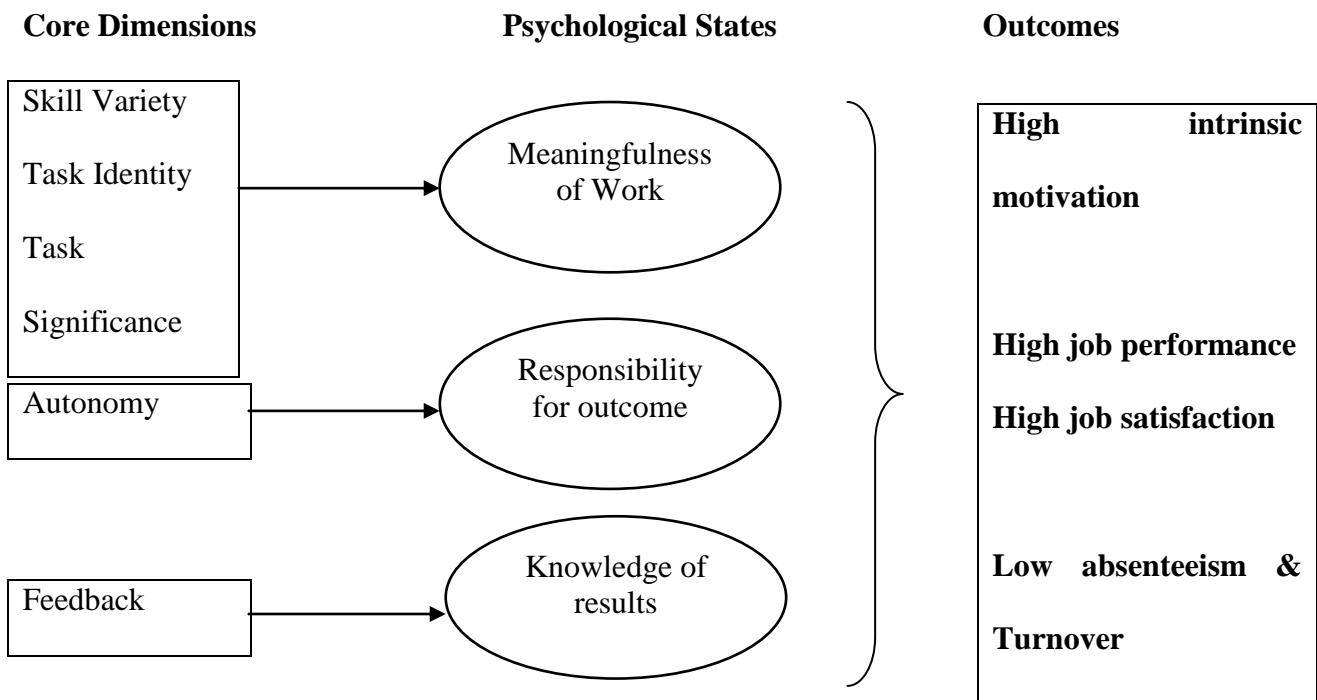 Core Dimensions
Psychological States
Outcomes
Skill Variety
Task Identity
Task
Significance
Autonomy
Feedback
Meaningfulness
of Work
Responsibility
for outcome
Knowledge of
results
High intrinsic
motivation
High job performance
High job satisfaction
Low absenteeism &
Turnover